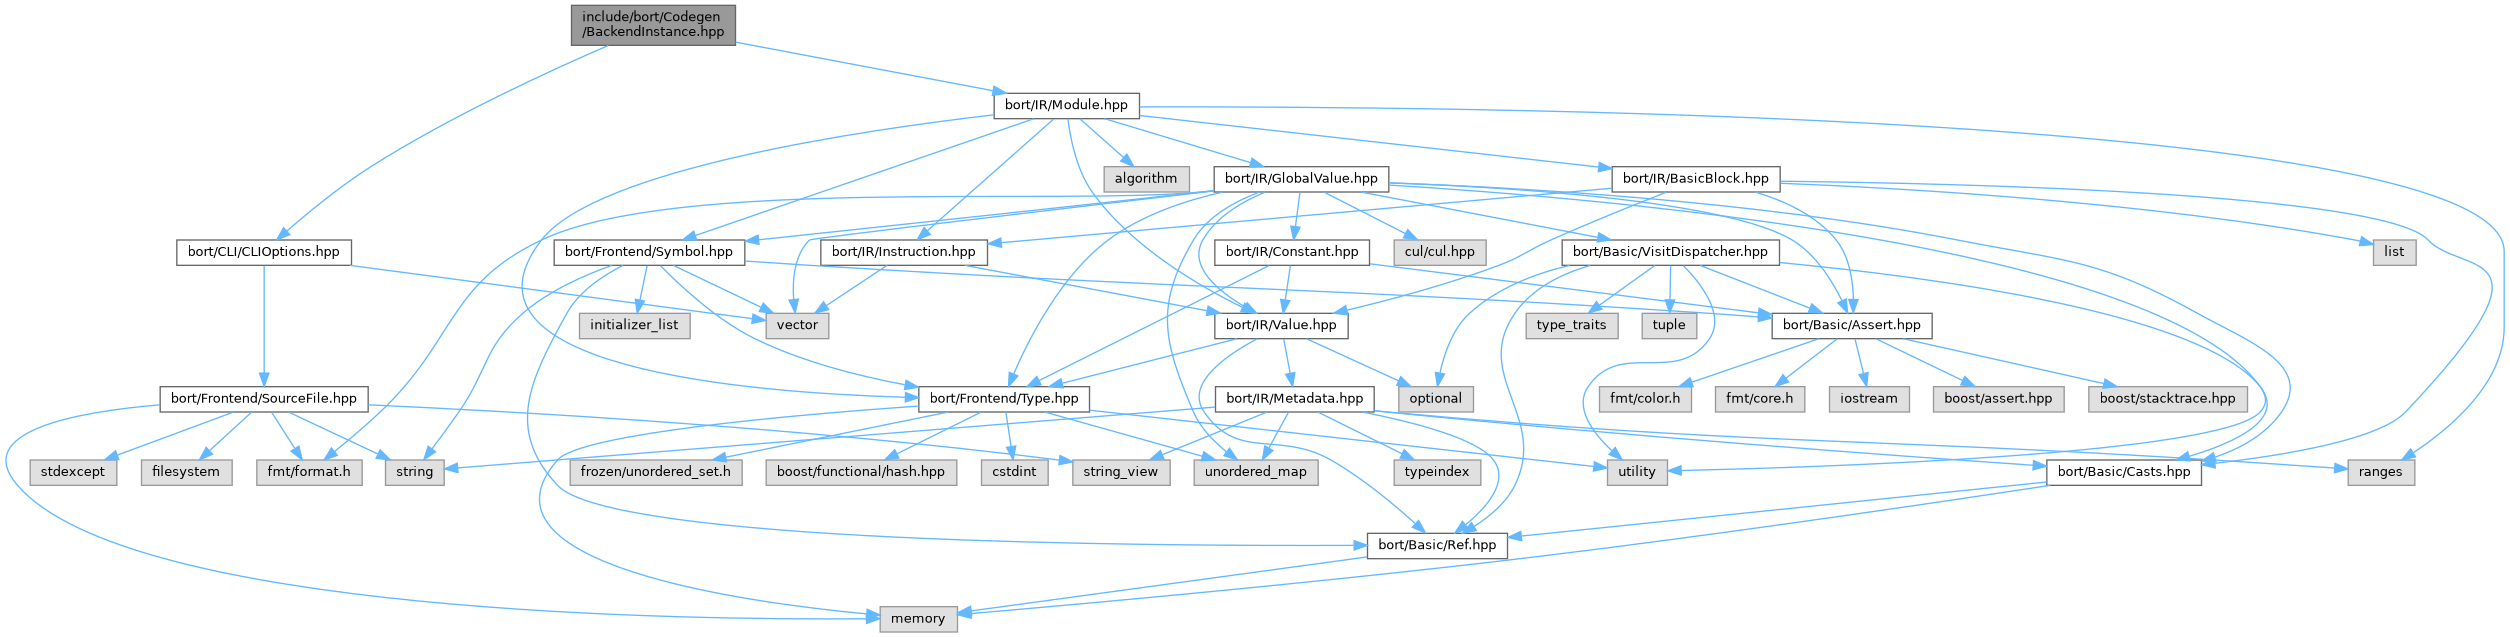 include/bort/Codegen
/BackendInstance.hpp
bort/IR/Module.hpp
algorithm
bort/IR/GlobalValue.hpp
bort/IR/BasicBlock.hpp
bort/CLI/CLIOptions.hpp
bort/Frontend/Symbol.hpp
bort/IR/Instruction.hpp
bort/IR/Constant.hpp
cul/cul.hpp
bort/Basic/VisitDispatcher.hpp
list
initializer_list
vector
bort/IR/Value.hpp
type_traits
tuple
bort/Basic/Assert.hpp
bort/Frontend/SourceFile.hpp
bort/Frontend/Type.hpp
bort/IR/Metadata.hpp
optional
fmt/color.h
fmt/core.h
iostream
boost/assert.hpp
boost/stacktrace.hpp
stdexcept
filesystem
fmt/format.h
string
frozen/unordered_set.h
boost/functional/hash.hpp
cstdint
string_view
unordered_map
typeindex
utility
bort/Basic/Casts.hpp
ranges
bort/Basic/Ref.hpp
memory